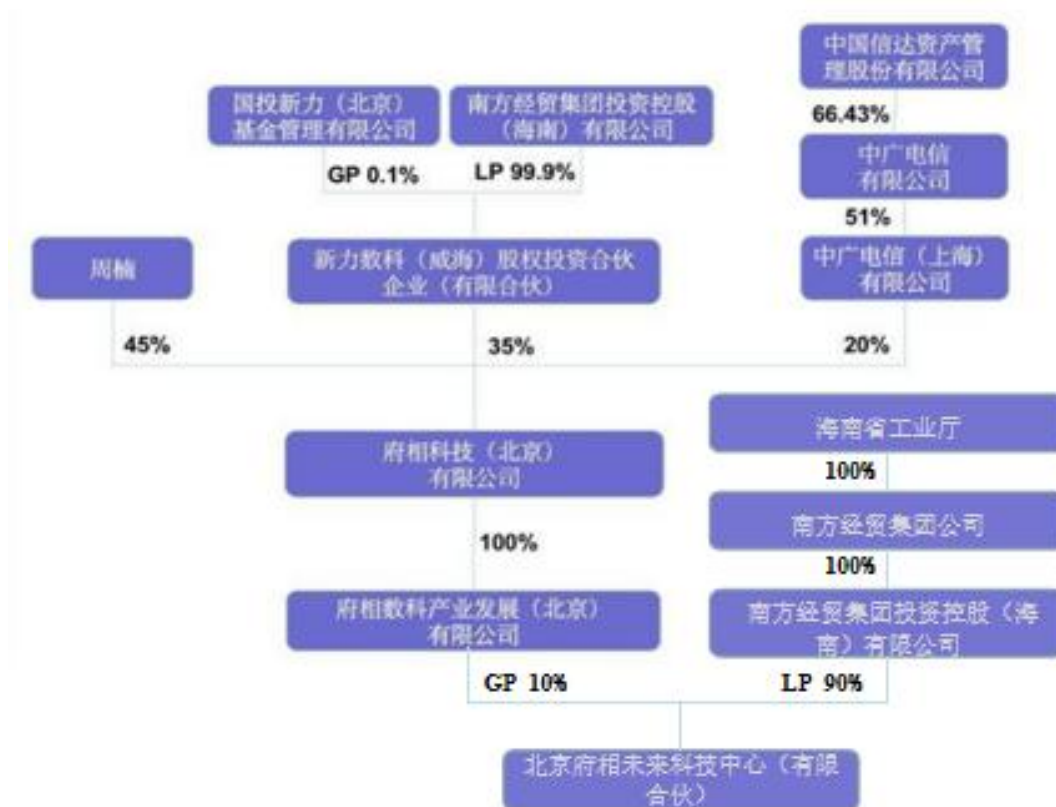 中国信达资产管
理股份有限公司
国投新力（北京）
基金管理有限公司
南方经贸集团投资控股
（海南）有限公司
66.43%
中广电信
有限公司
GP 0.1%
LP 99.9%
51%
周楠
新力数科（威海）股权投资合伙
企业（有限合伙）
中广电信（上海）
有限公司
45%
35%
20%
海南省工业厅
府相科技（北京）
有限公司
100%
南方经贸集团公司
100%
100%
府相数科产业发展（北京）
有限公司
南方经贸集团投资控股（海
南）有限公司
GP 10%
LP 90%
北京府相未来科技中心（有限
合伙）